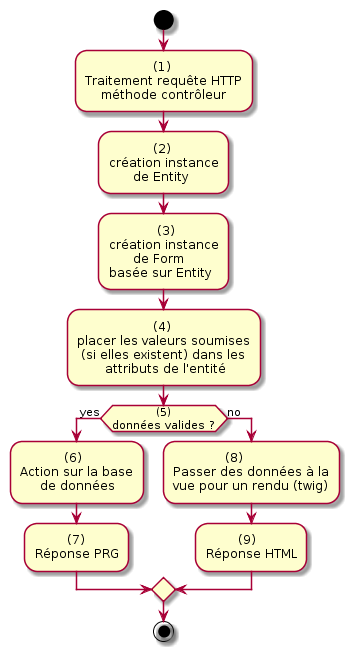 (1)
Traitement requête HTTP
méthode contrôleur
(2)
création instance
de Entity
(3)
création instance
de Form
basée sur Entity
(4)
placer les valeurs soumises
(si elles existent) dans les
attributs de l'entité
yes
(5)
données valides ?
no
(6)
Action sur la base
de données
(7)
Réponse PRG
(8)
Passer des données à la
vue pour un rendu (twig)
(9)
Réponse HTML